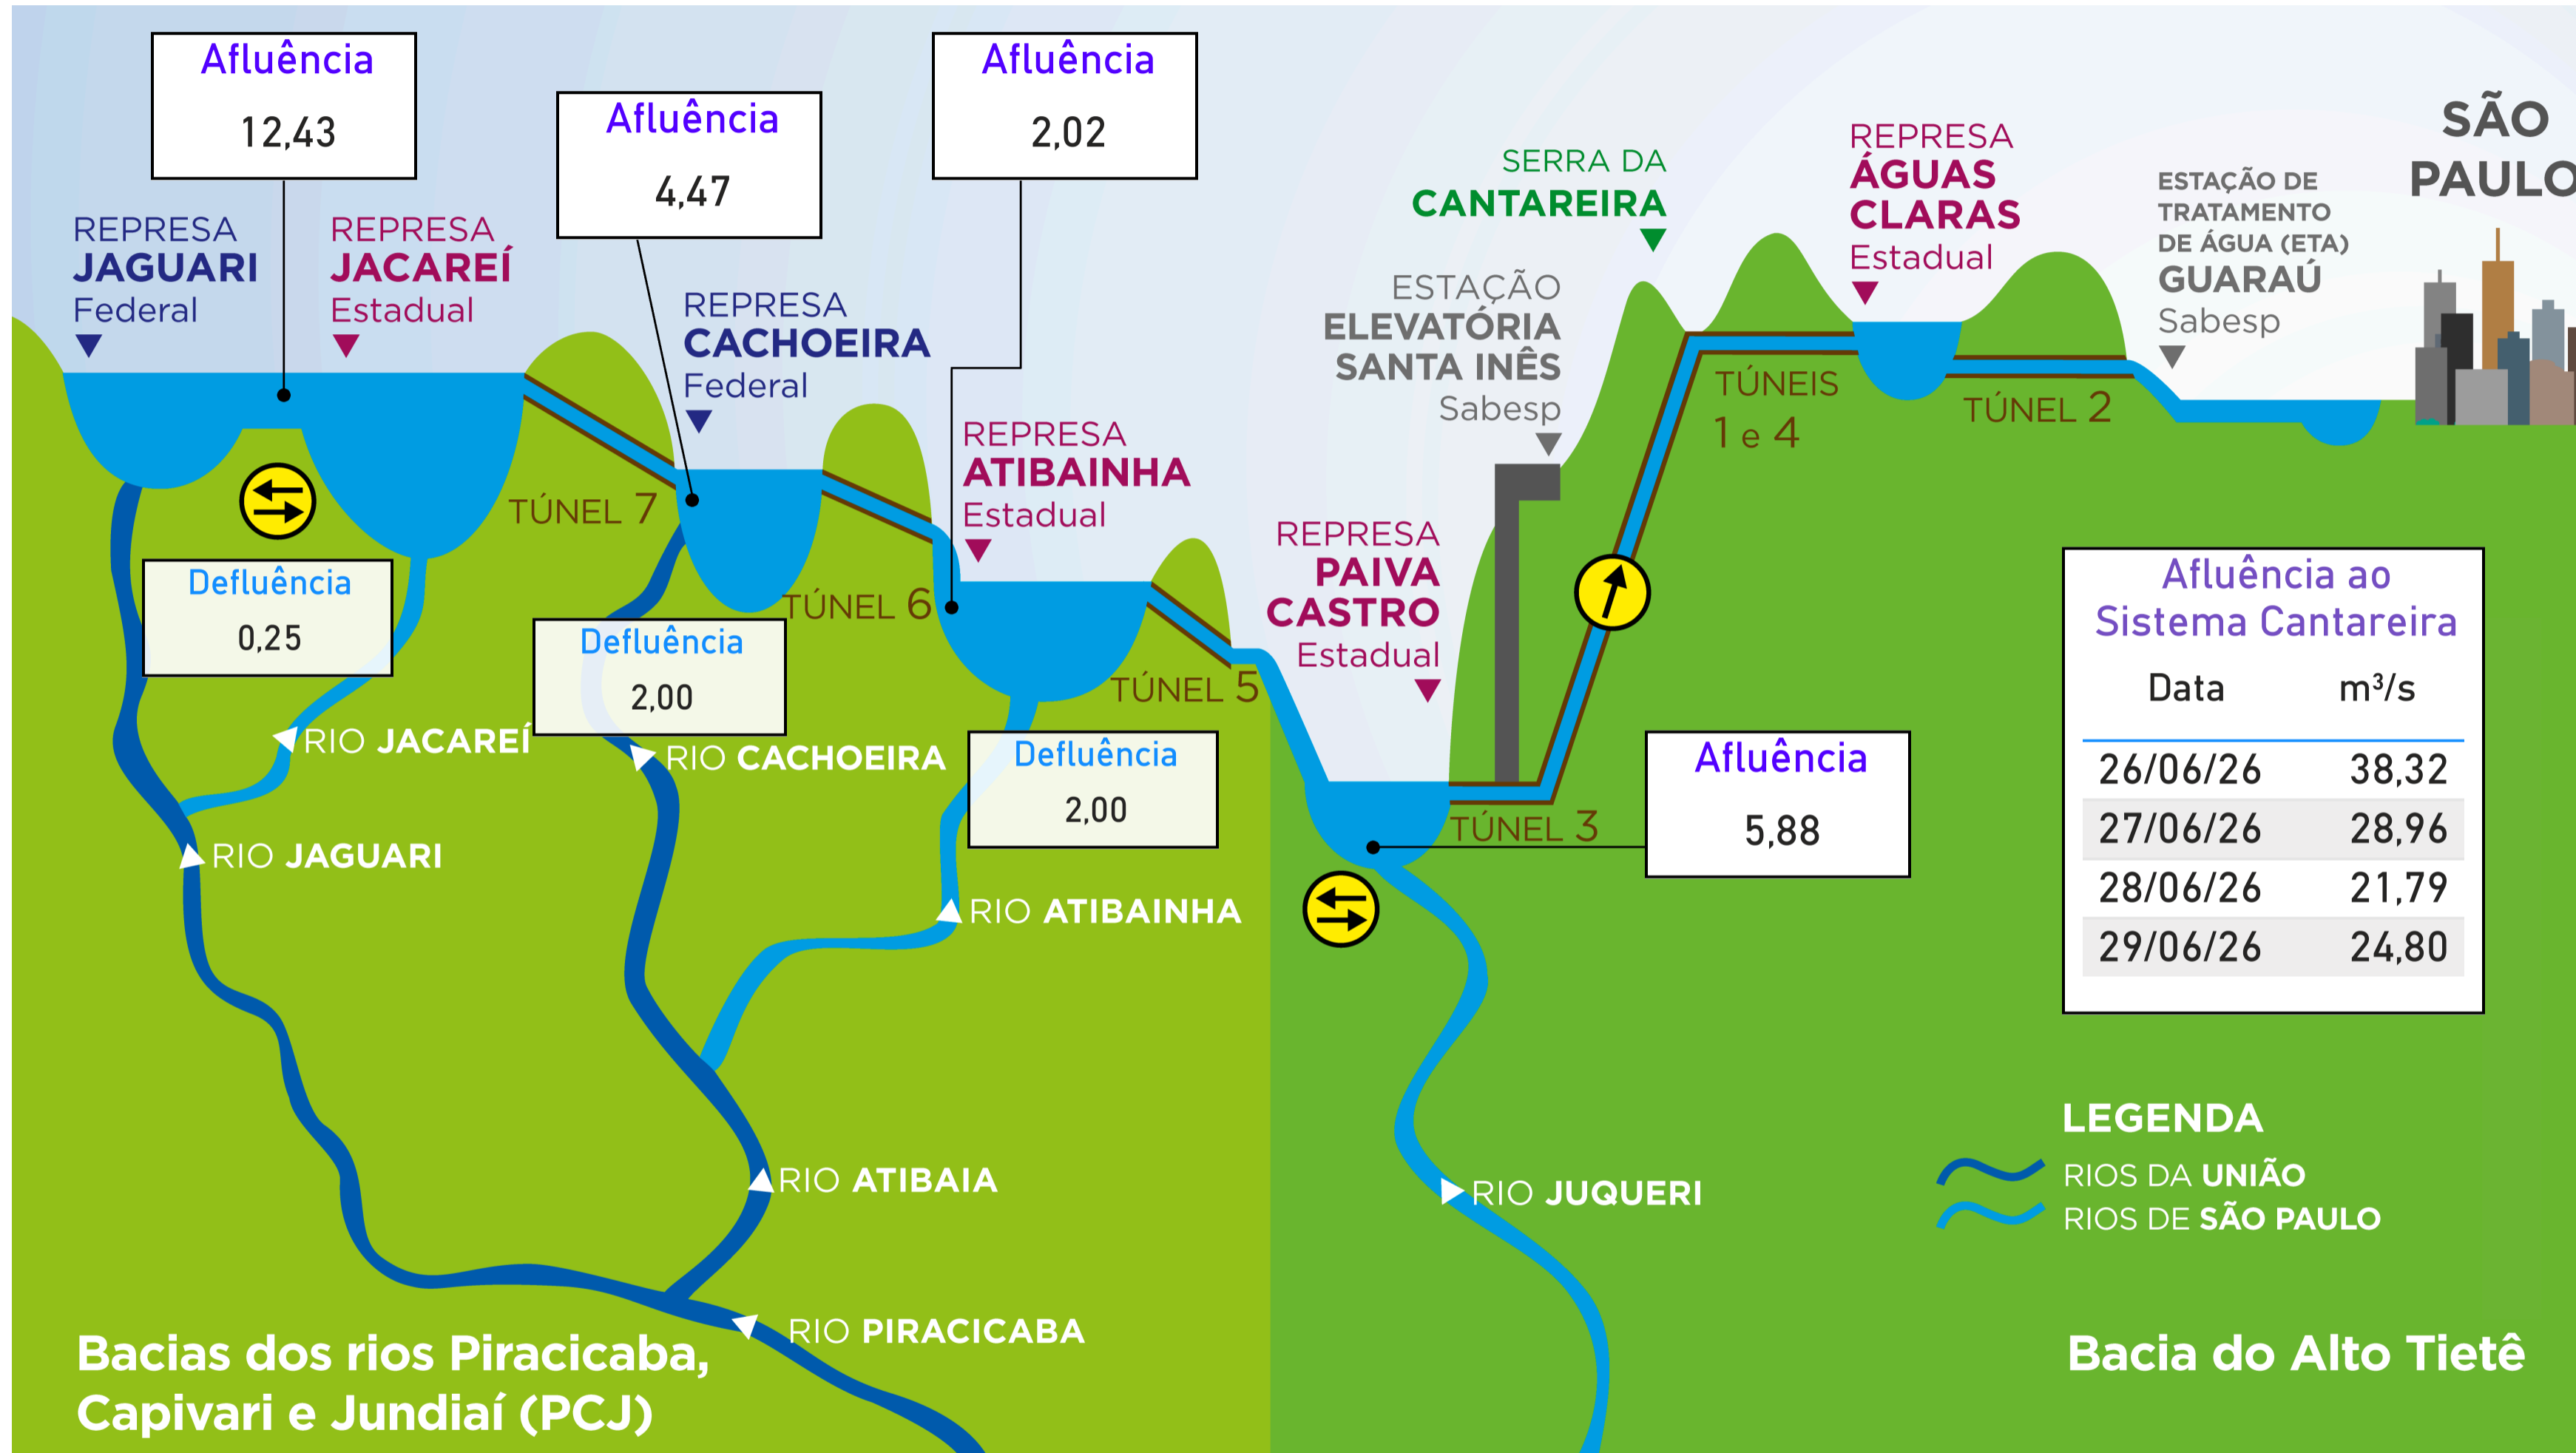 Afluência
12,43
Afluência
4,47
Afluência
2,02
REPRESA
JAGUARI
Federal
REPRESA
JACAREÍ
Estadual
REPRESA
CACHOEIRA
Federal
REPRESA
ATIBAINHA
Estadual
SERRA DA
CANTAREIRA
ESTAÇÃO
ELEVATÓRIA
SANTA INÊS
Sabesp
REPRESA
ÁGUAS
CLARAS
Estadual
ESTAÇÃO DE
TRATAMENTO
DE ÁGUA (ETA)
GUARAÚ
Sabesp
SÃO
PAULO
TÚNEL 7
TÚNEL 6
TÚNEL 5
TÚNEIS
1 e 4
TÚNEL 2
REPRESA
PAIVA
CASTRO
Estadual
TÚNEL 3
Defluência
0,25
Defluência
2,00
Defluência
2,00
Afluência
5,88
RIO JACAREÍ
RIO CACHOEIRA
RIO JAGUARI
RIO ATIBAINHA
RIO ATIBAIA
RIO JUQUERI
RIO PIRACICABA
Afluência ao
Sistema Cantareira
Data m³/s
26/06/26 38,32
27/06/26 28,96
28/06/26 21,79
29/06/26 24,80
LEGENDA
RIOS DA UNIÃO
RIOS DE SÃO PAULO
Bacias dos rios Piracicaba,
Capivari e Jundiaí (PCJ)
Bacia do Alto Tietê